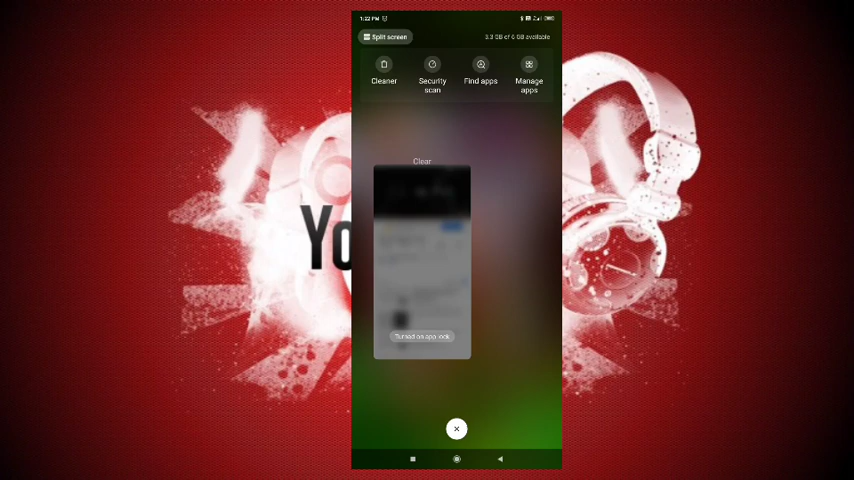 1:22 PM
Split screen
3.3 GB of 6 GB available
Cleaner
Security
scan
Find apps
Manage
apps
Clear
Yo
Turned on app lock